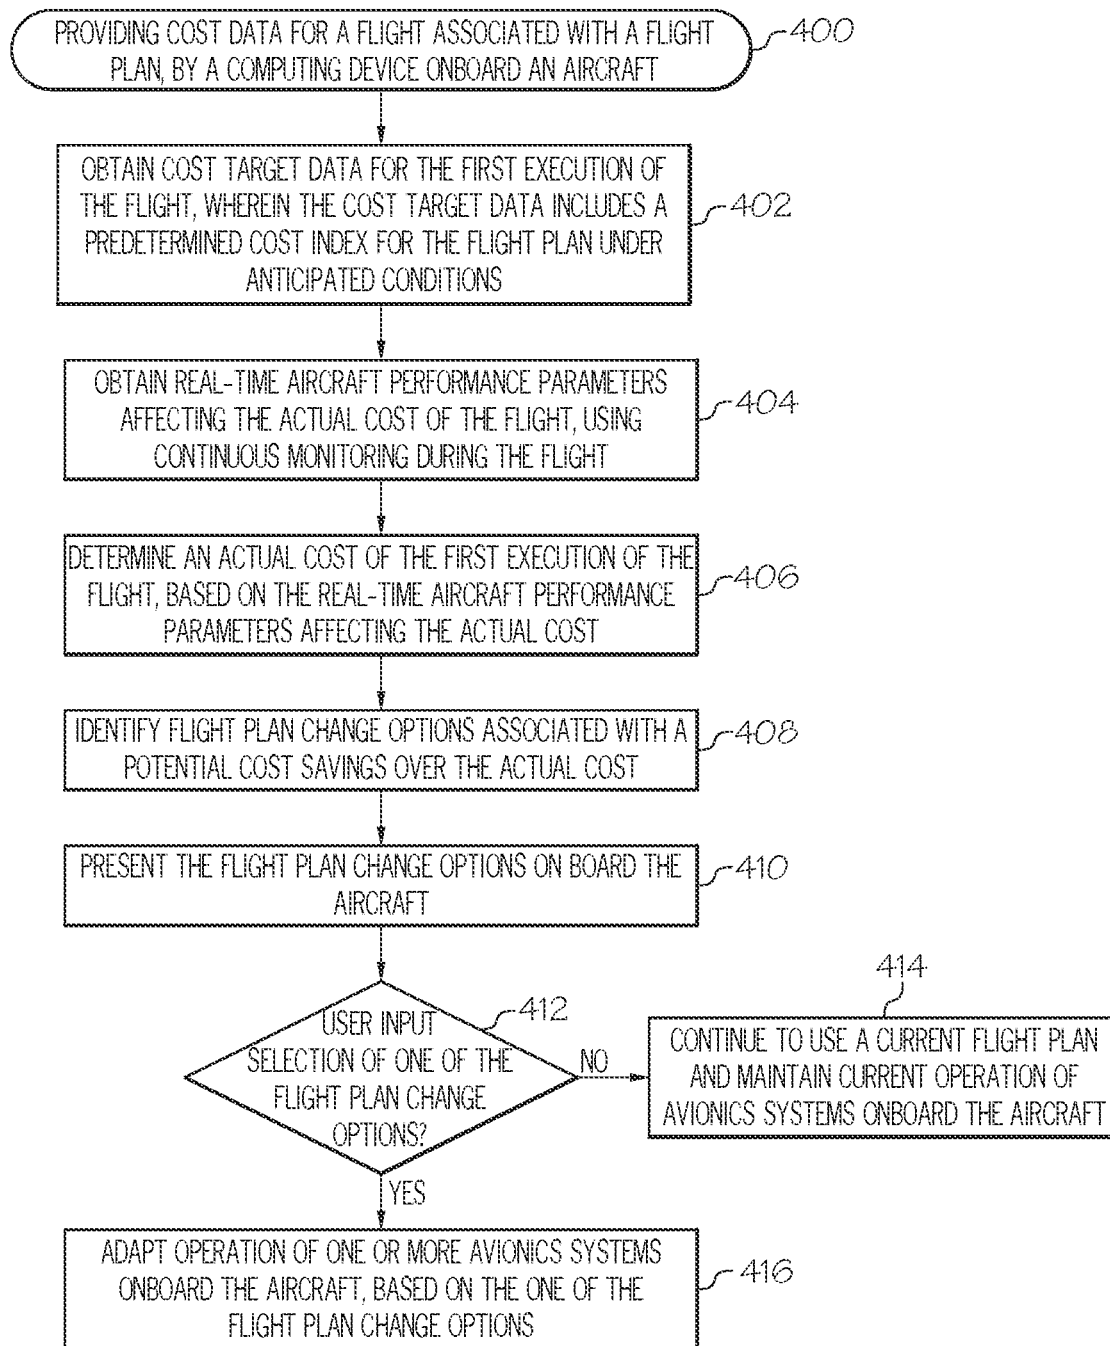 PROVIDING COST DATA FOR A FLIGHT ASSOCIATED WITH A FLIGHT
PLAN, BY A COMPUTING DEVICE ONBOARD AN AIRCRAFT
400
OBTAIN COST TARGET DATA FOR THE FIRST EXECUTION OF
THE FLIGHT, WHEREIN THE COST TARGET DATA INCLUDES A
PREDETERMINED COST INDEX FOR THE FLIGHT PLAN UNDER
ANTICIPATED CONDITIONS
402
OBTAIN REAL-TIME AIRCRAFT PERFORMANCE PARAMETERS
AFFECTING THE ACTUAL COST OF THE FLIGHT, USING
CONTINUOUS MONITORING DURING THE FLIGHT
404
DETERMINE AN ACTUAL COST OF THE FIRST EXECUTION OF THE
FLIGHT, BASED ON THE REAL-TIME AIRCRAFT PERFORMANCE
PARAMETERS AFFECTING THE ACTUAL COST
406
IDENTIFY FLIGHT PLAN CHANGE OPTIONS ASSOCIATED WITH A
POTENTIAL COST SAVINGS OVER THE ACTUAL COST
408
PRESENT THE FLIGHT PLAN CHANGE OPTIONS ON BOARD THE
AIRCRAFT
410
USER INPUT
SELECTION OF ONE OF THE
FLIGHT PLAN CHANGE
OPTIONS?
412
NO
414
CONTINUE TO USE A CURRENT FLIGHT PLAN
AND MAINTAIN CURRENT OPERATION OF
AVIONICS SYSTEMS ONBOARD THE AIRCRAFT
YES
ADAPT OPERATION OF ONE OR MORE AVIONICS SYSTEMS
ONBOARD THE AIRCRAFT, BASED ON THE ONE OF THE
FLIGHT PLAN CHANGE OPTIONS
416